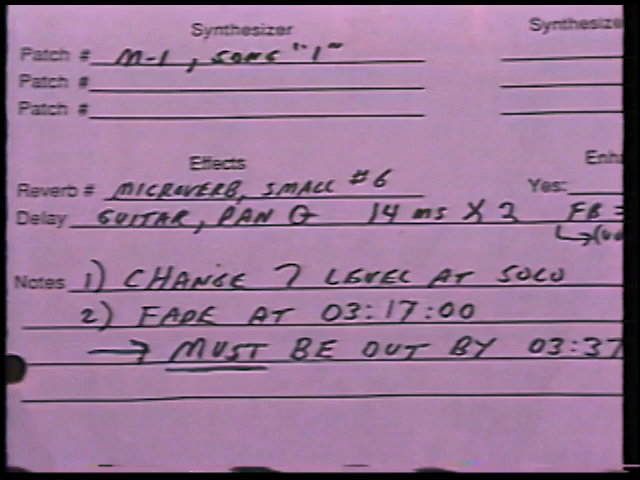 Synthesizer Synthesize
Patch # M-1, SONG "1"
Patch #
Patch #
Effects Enha
Reverb # MICROVERB, SMALL #6 Yes:
Delay GUITAR, PAN 14 ms X 2 FB =
Notes 1) CHANGE 7 LEVEL AT SOLO
2) FADE AT 03:17:00
→ MUST BE OUT BY 03:37